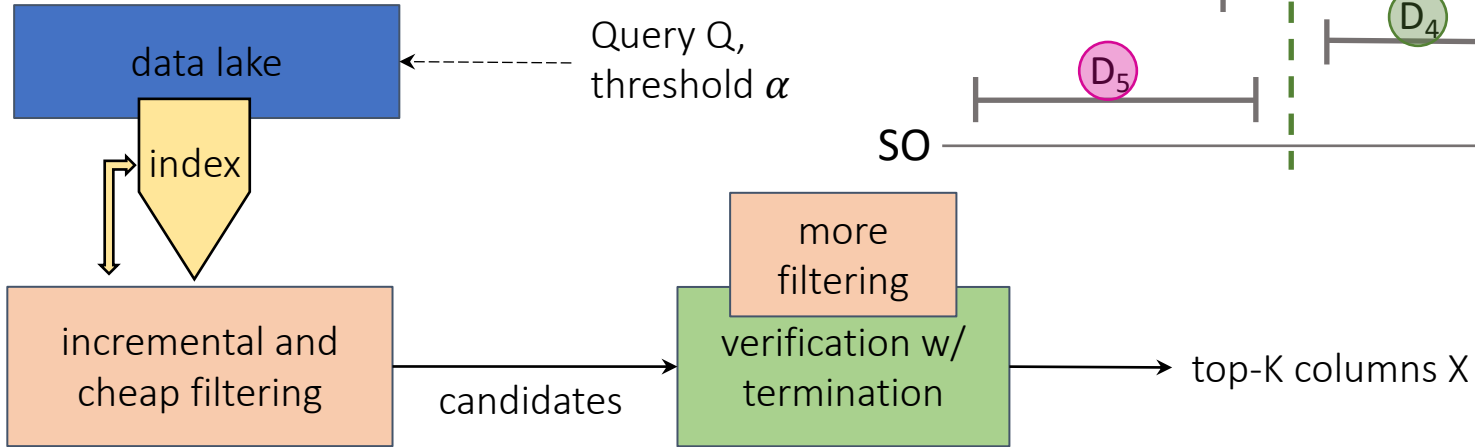 data lake
Query Q,
threshold α
D₄
D₅
SO
index
more
filtering
incremental and
cheap filtering
candidates
verification w/
termination
top-K columns X